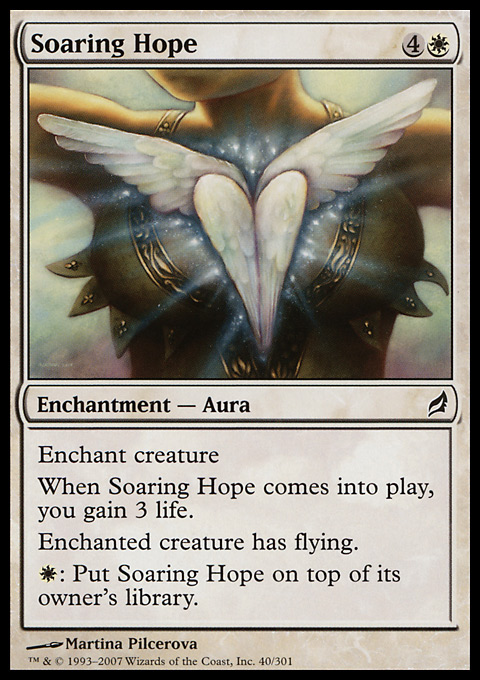 Soaring Hope 4
Enchantment — Aura
Enchant creature
When Soaring Hope comes into play,
you gain 3 life.
Enchanted creature has flying.
: Put Soaring Hope on top of its
owner's library.
Martina Pilcerova
™ & © 1993–2007 Wizards of the Coast, Inc. 40/301